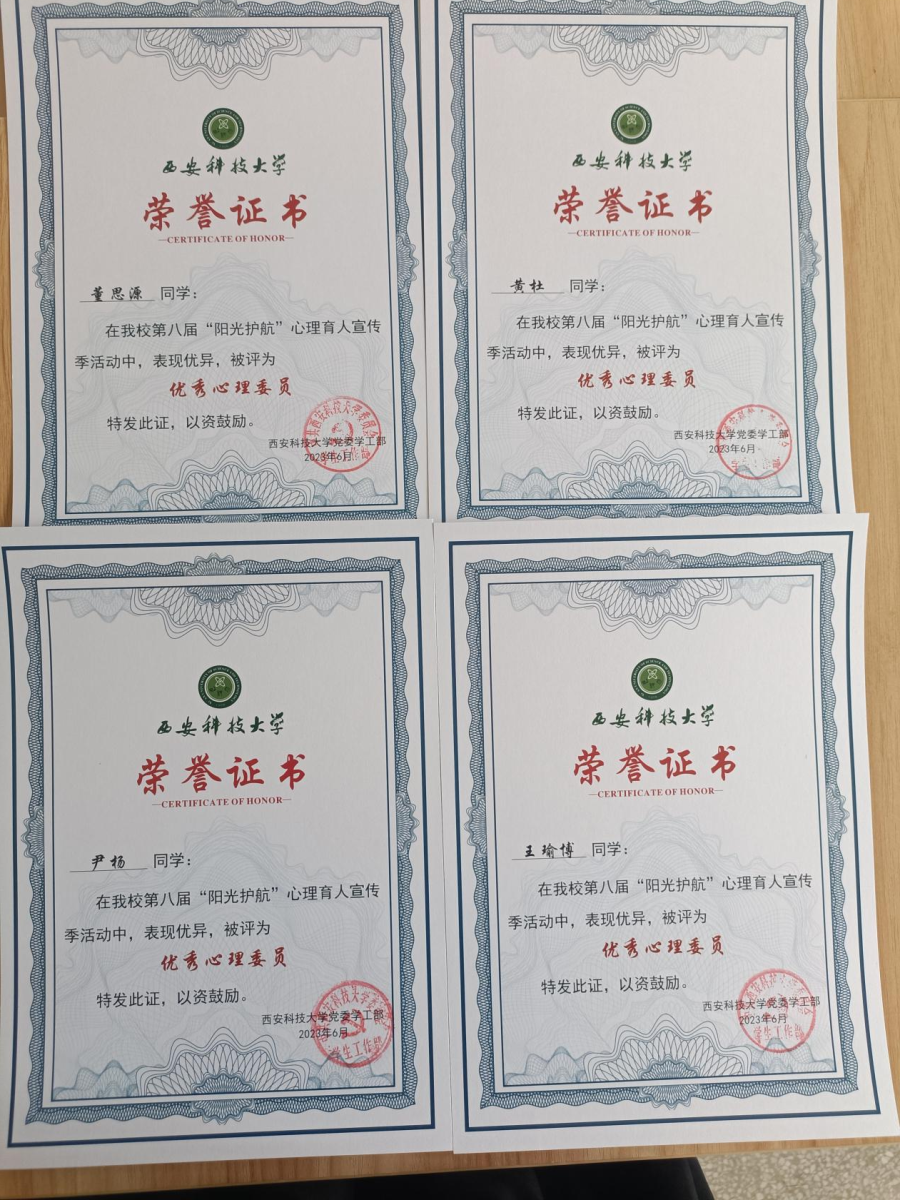 西安科技大学
荣誉证书
—CERTIFICATE OF HONOR—
董思源 同学：
在我校第八届“阳光护航”心理育人宣传
季活动中，表现优异，被评为
优秀心理委员
特发此证，以资鼓励。
西安科技大学党委学工部
2023年6月
西安科技大学
荣誉证书
—CERTIFICATE OF HONOR—
黄杜 同学：
在我校第八届“阳光护航”心理育人宣传
季活动中，表现优异，被评为
优秀心理委员
特发此证，以资鼓励。
西安科技大学党委学工部
2023年6月
西安科技大学
荣誉证书
—CERTIFICATE OF HONOR—
尹杨 同学：
在我校第八届“阳光护航”心理育人宣传
季活动中，表现优异，被评为
优秀心理委员
特发此证，以资鼓励。
西安科技大学党委学工部
2023年6月
学生工作部
西安科技大学
荣誉证书
—CERTIFICATE OF HONOR—
王瑜博 同学：
在我校第八届“阳光护航”心理育人宣传
季活动中，表现优异，被评为
优秀心理委员
特发此证，以资鼓励。
西安科技大学党委学工部
2023年6月
学生工作部